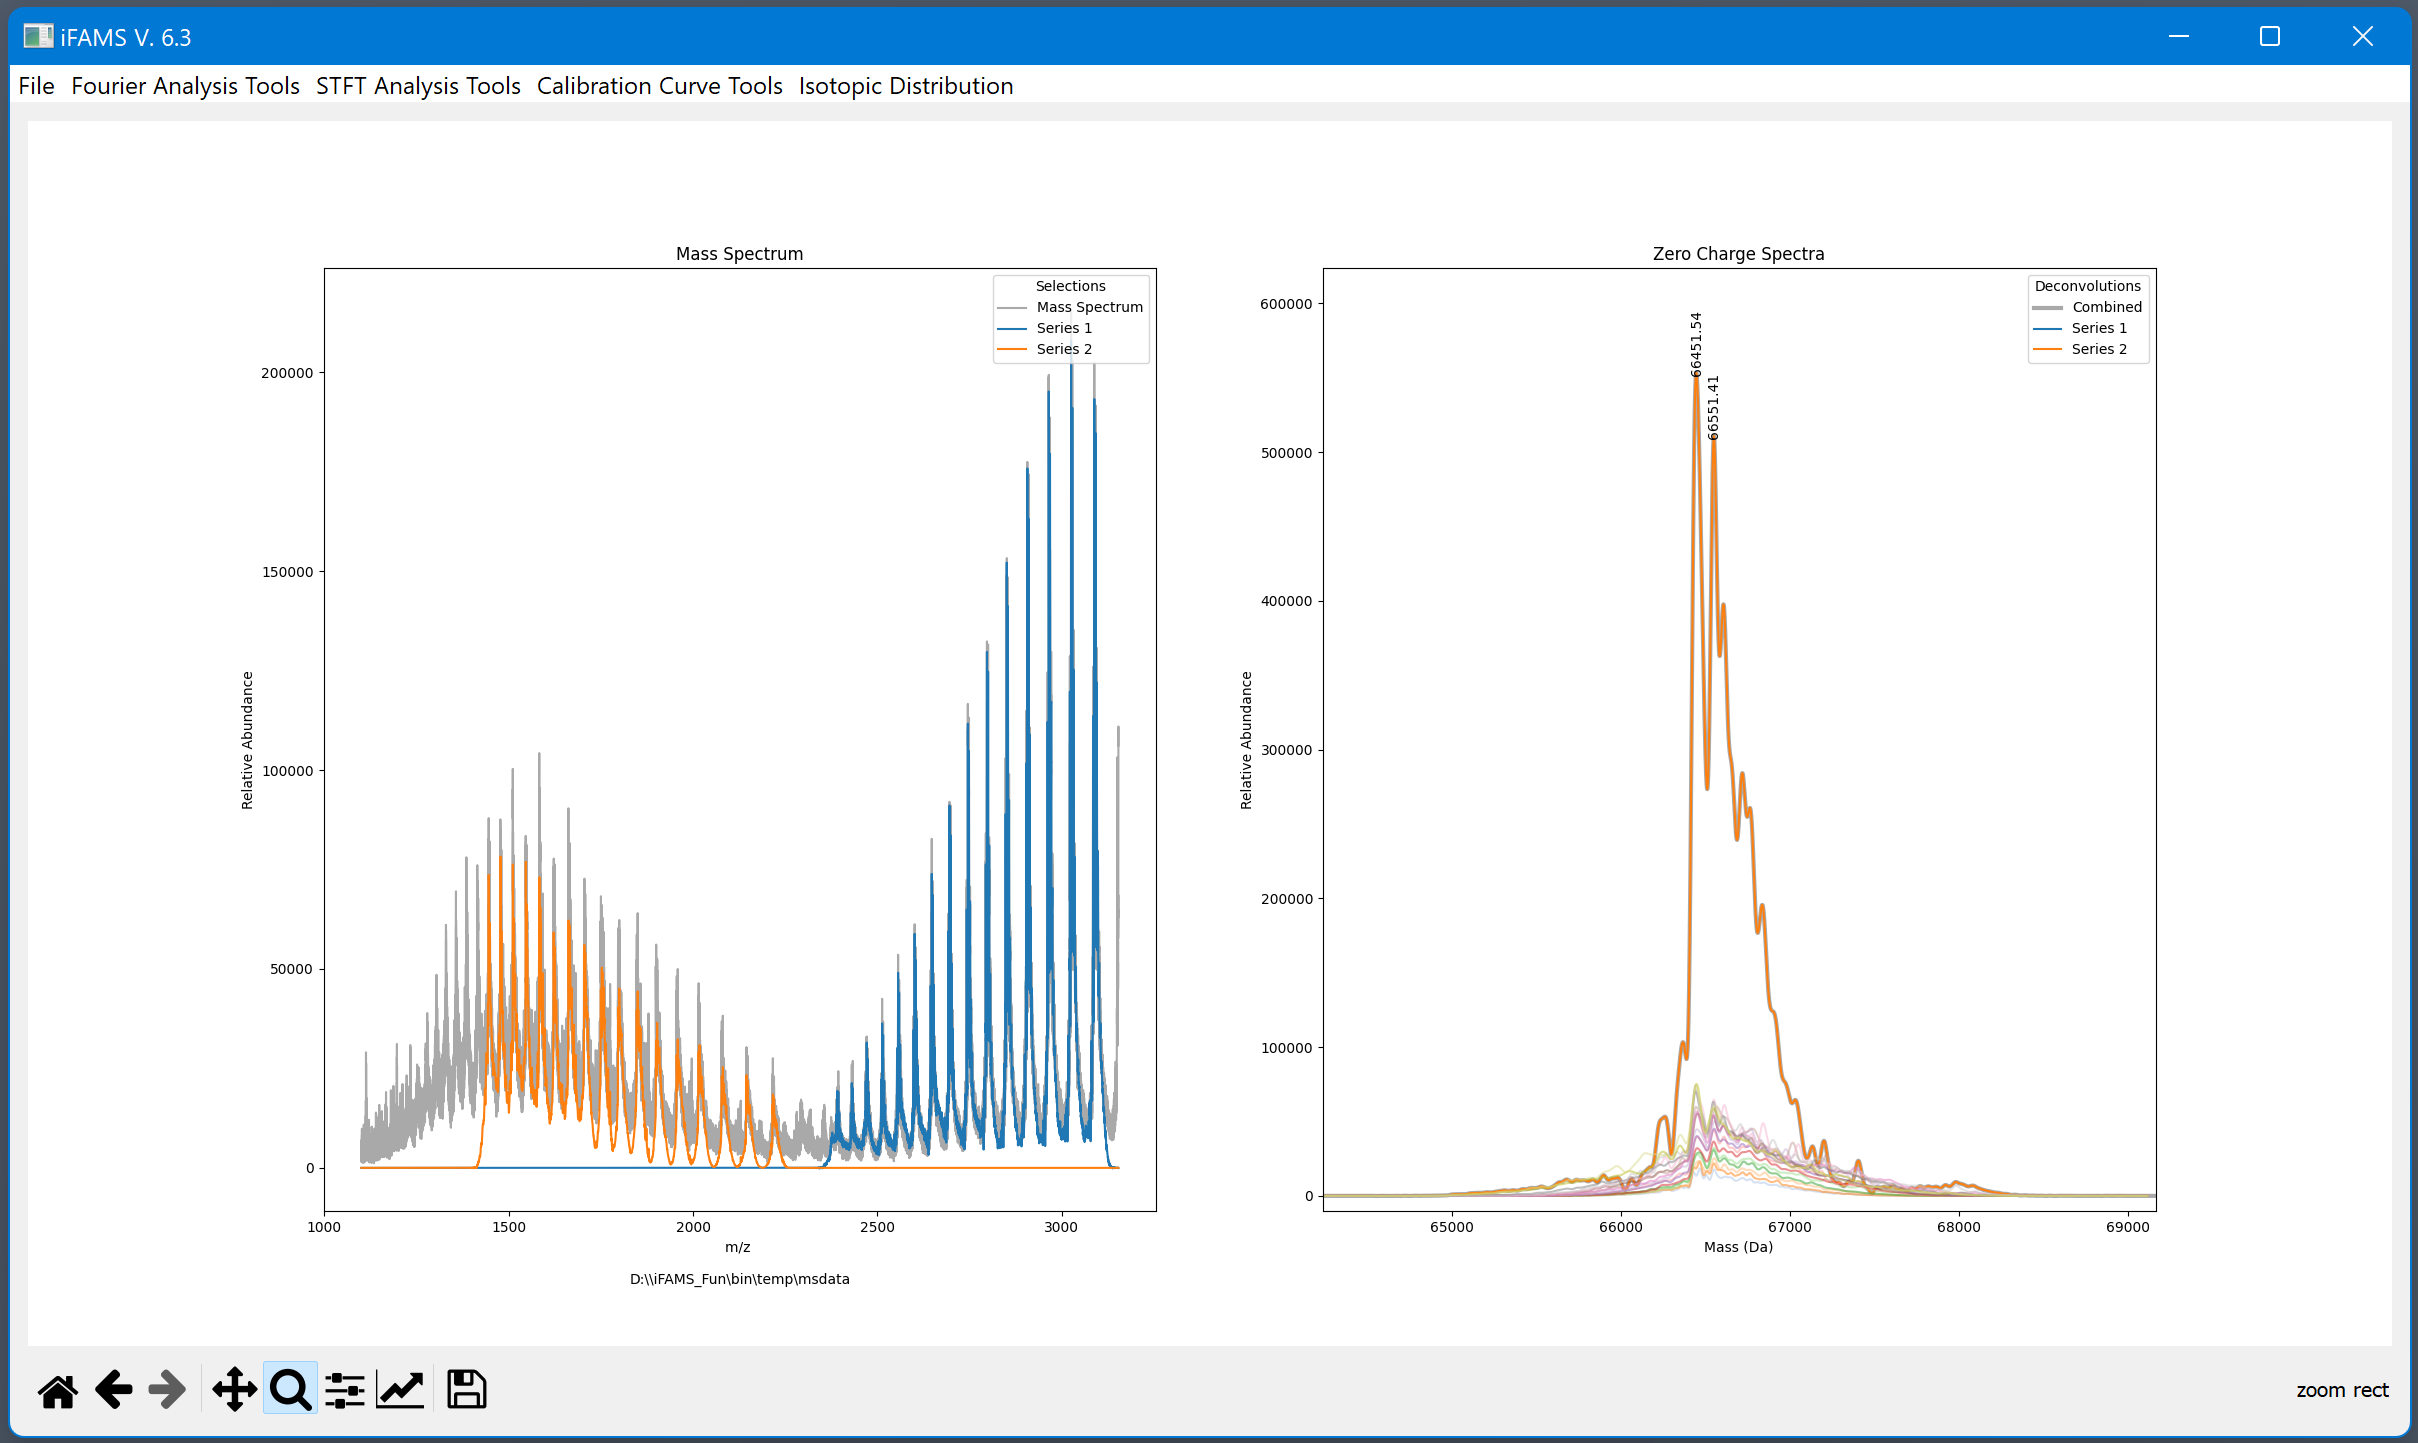 iFAMS V. 6.3
File Fourier Analysis Tools STFT Analysis Tools Calibration Curve Tools Isotopic Distribution
Mass Spectrum
Selections
Mass Spectrum
Series 1
Series 2
200000
150000
100000
50000
0
Relative Abundance
1000 1500 2000 2500 3000
m/z
D:\\iFAMS_Fun\bin\temp\msdata
Zero Charge Spectra
Deconvolutions
Combined
Series 1
Series 2
66451.54
66551.41
600000
500000
400000
300000
200000
100000
0
Relative Abundance
65000 66000 67000 68000 69000
Mass (Da)
zoom rect